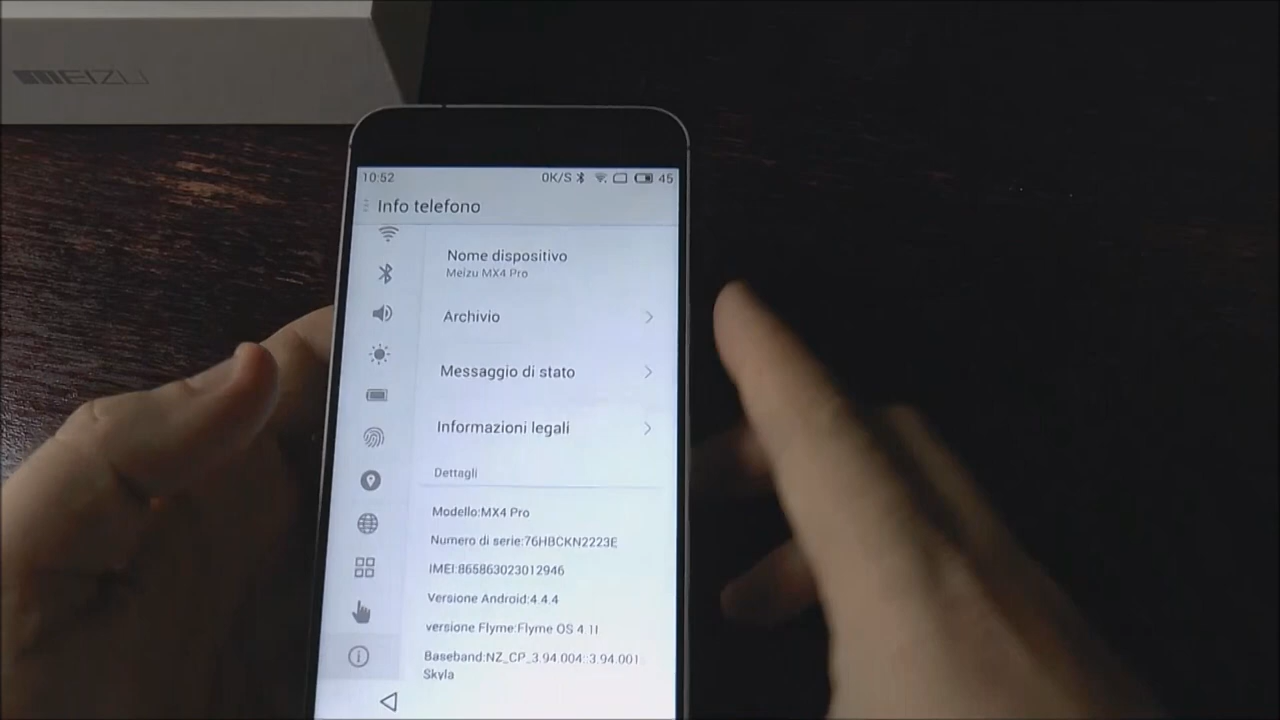 MEIZU
10:52
0K/S
45
Info telefono
Nome dispositivo
Meizu MX4 Pro
Archivio
Messaggio di stato
Informazioni legali
Dettagli
Modello:MX4 Pro
Numero di serie:76HBCKN2223E
IMEI:865863023012946
Versione Android:4.4.4
versione Flyme:Flyme OS 4.1I
Baseband:NZ_CP_3.94.004::3.94.001.
Skyla